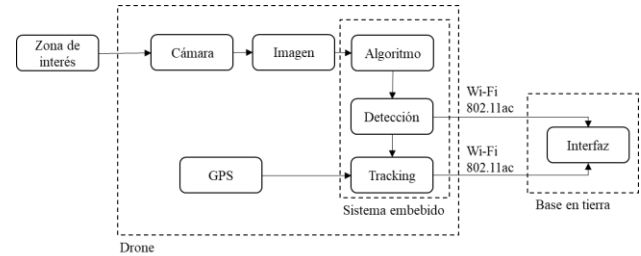 Zona de
interés
Cámara
Imagen
Algoritmo
Wi-Fi
802.11ac
Detección
Wi-Fi
802.11ac
Interfaz
GPS
Tracking
Sistema embebido
Base en tierra
Drone